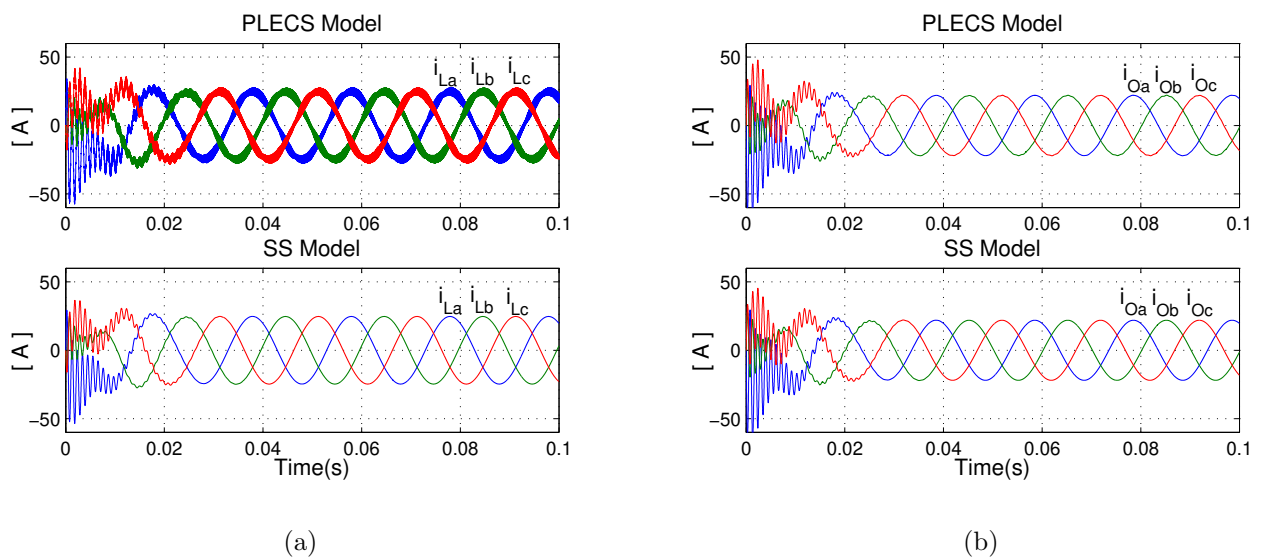 PLECS Model
50
0
−50
[ A ]
i_La i_Lb i_Lc
0 0.02 0.04 0.06 0.08 0.1
SS Model
50
0
−50
[ A ]
i_La i_Lb i_Lc
0 0.02 0.04 0.06 0.08 0.1
Time(s)
(a)
PLECS Model
50
0
−50
[ A ]
i_Oa i_Ob i_Oc
0 0.02 0.04 0.06 0.08 0.1
SS Model
50
0
−50
[ A ]
i_Oa i_Ob i_Oc
0 0.02 0.04 0.06 0.08 0.1
Time(s)
(b)